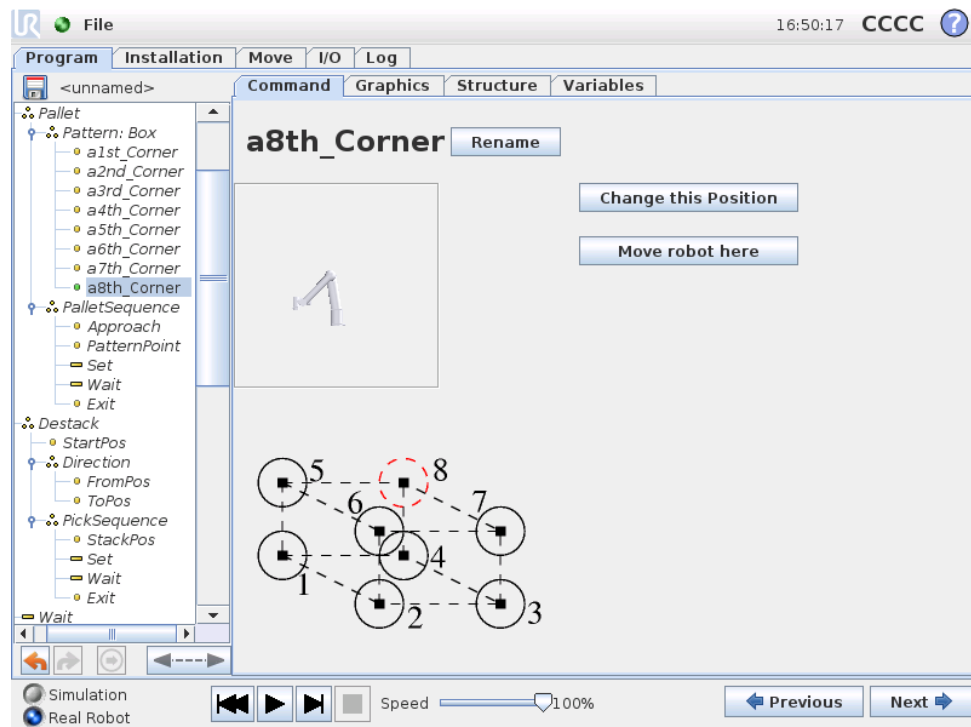 UR File 16:50:17 CCCC ?
Program Installation Move I/O Log
<unnamed> Command Graphics Structure Variables
Pallet
Pattern: Box
a1st_Corner
a2nd_Corner
a3rd_Corner
a4th_Corner
a5th_Corner
a6th_Corner
a7th_Corner
a8th_Corner
PalletSequence
Approach
PatternPoint
Set
Wait
Exit
Destack
StartPos
Direction
FromPos
ToPos
PickSequence
StackPos
Set
Wait
Exit
Wait
a8th_Corner Rename
Change this Position
Move robot here
5 8
6 7
1 4
2 3
Simulation
Real Robot
Speed 100%
Previous Next